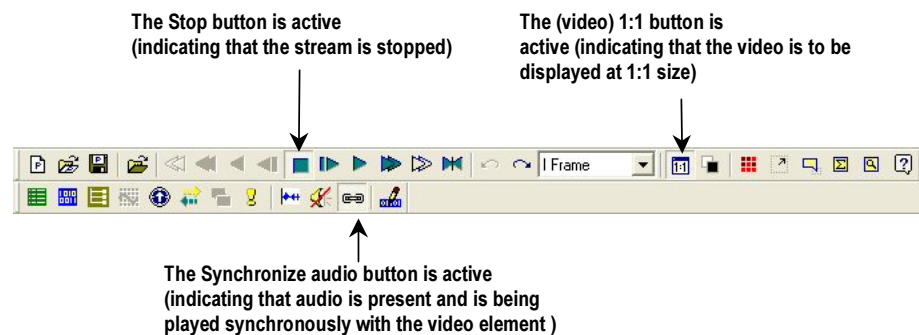 The Stop button is active
(indicating that the stream is stopped)
The (video) 1:1 button is
active (indicating that the video is to be
displayed at 1:1 size)
I Frame
1:1
The Synchronize audio button is active
(indicating that audio is present and is being
played synchronously with the video element )